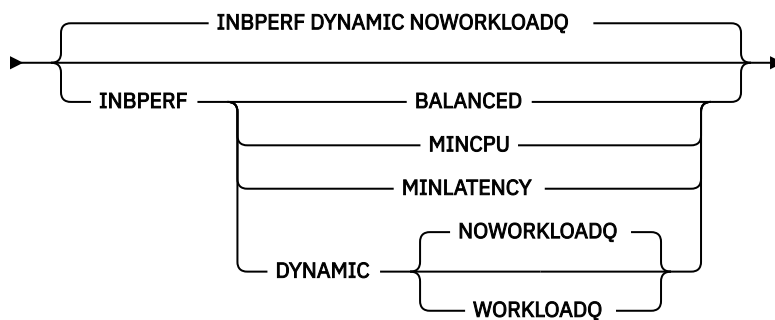 INBPERF DYNAMIC NOWORKLOADQ
INBPERF BALANCED
MINCPU
MINLATENCY
NOWORKLOADQ
DYNAMIC
WORKLOADQ